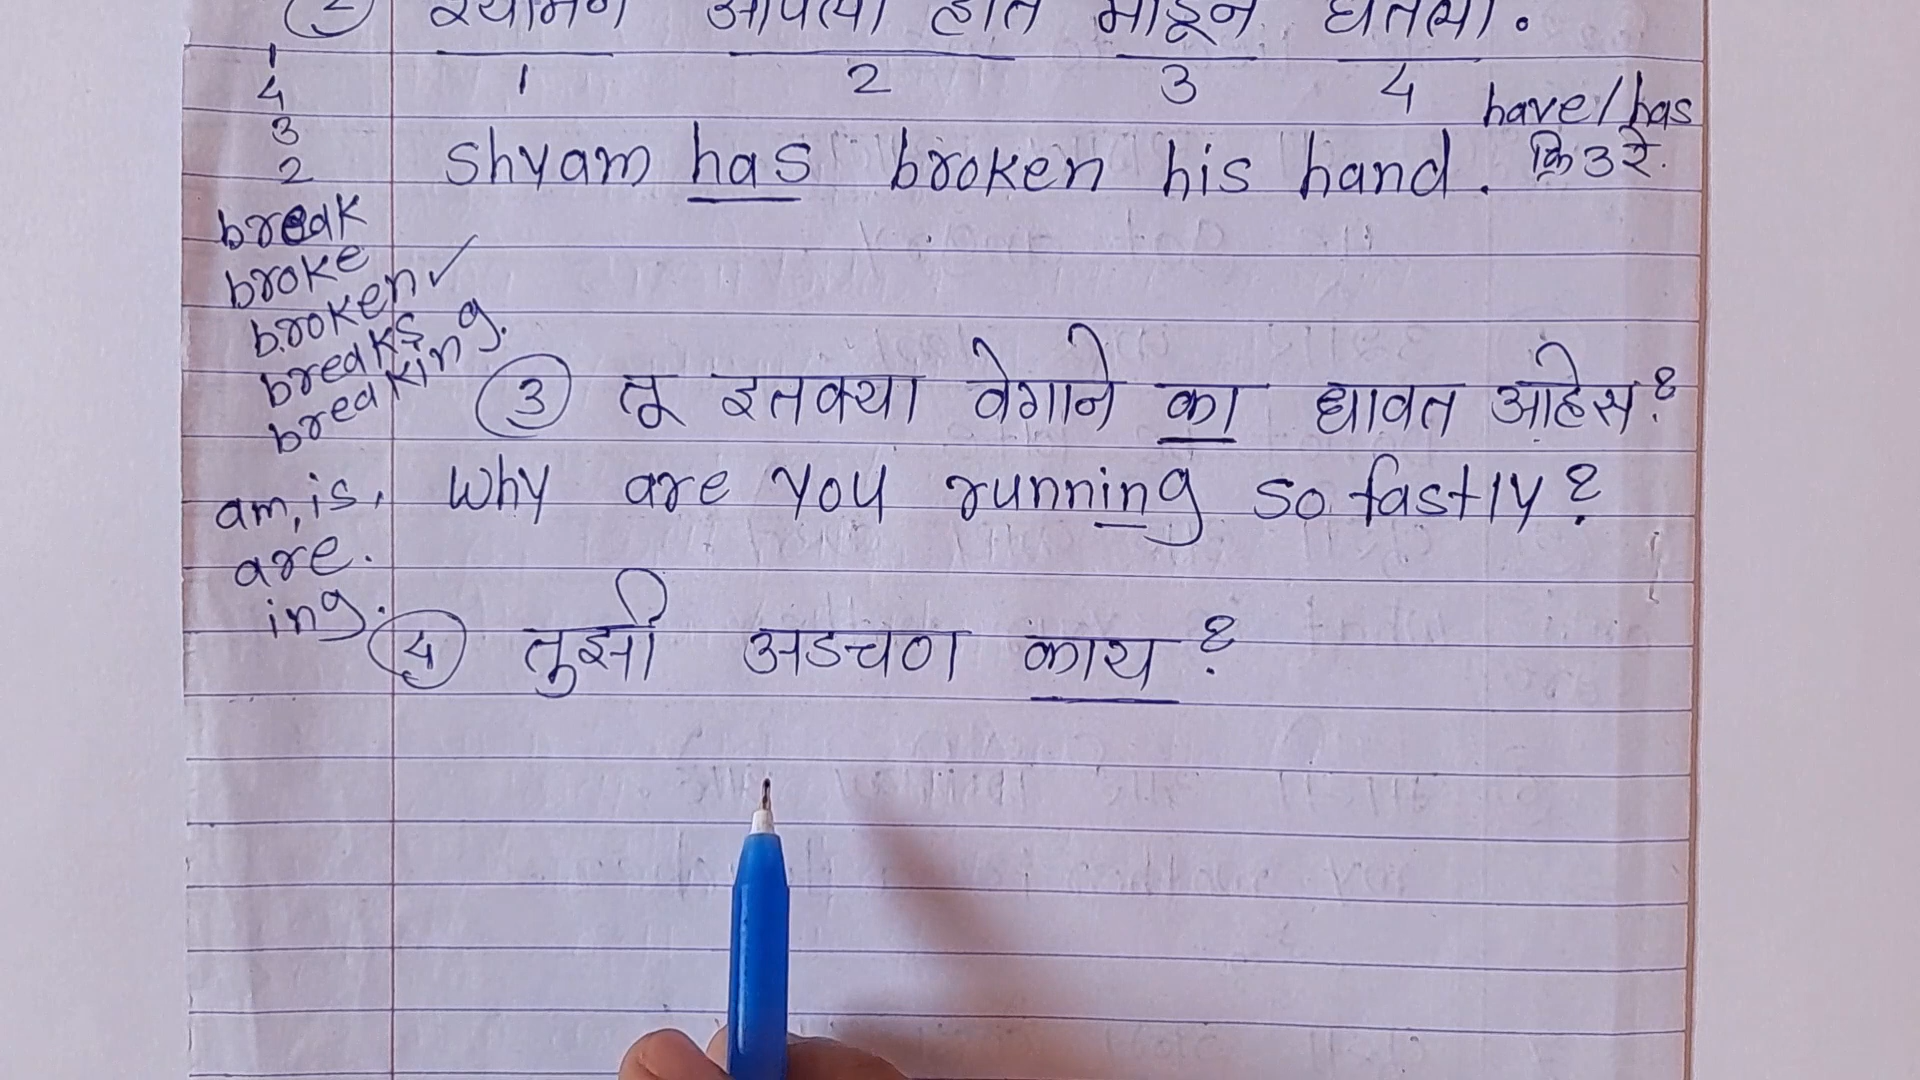 ② श्यामने आपला हात मोडून घेतला.
1 2 3 4
1
4
3
2
have/has
क्रि3रे.
Shyam has broken his hand.
break
broke
broken ✓
breaks
breaking.
③ तू इतक्या वेगाने का धावत आहेस?
am, is,
are.
ing.
Why are you running so fastly?
④ तुझी अडचण काय?